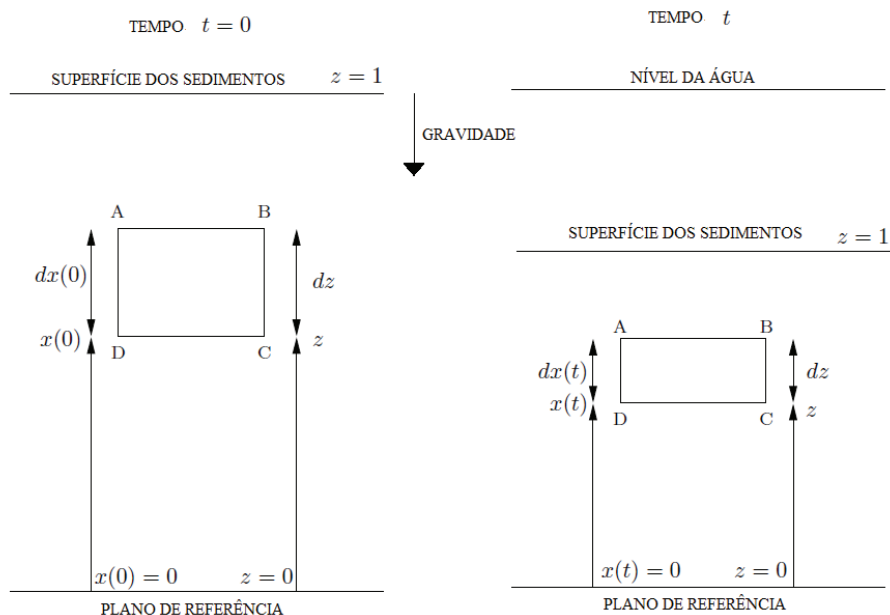 TEMPO t = 0
SUPERFÍCIE DOS SEDIMENTOS z = 1
GRAVIDADE
A B
dx(0) dz
x(0) D C z
x(0) = 0 z = 0
PLANO DE REFERÊNCIA
TEMPO t
NÍVEL DA ÁGUA
SUPERFÍCIE DOS SEDIMENTOS z = 1
A B
dx(t) dz
x(t) D C z
x(t) = 0 z = 0
PLANO DE REFERÊNCIA